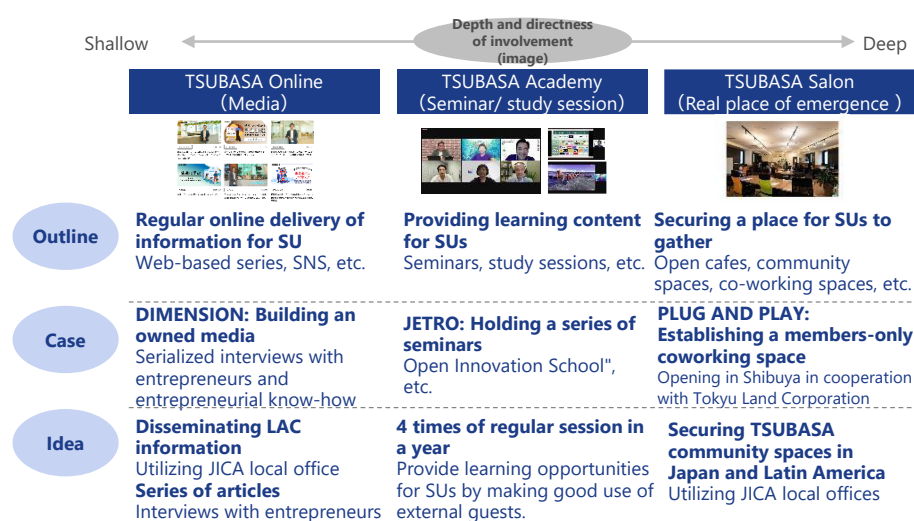 Depth and directness
of involvement
(image)
Shallow
Deep
TSUBASA Online
（Media）
TSUBASA Academy
（Seminar/ study session）
TSUBASA Salon
（Real place of emergence ）
Outline
Regular online delivery of
information for SU
Web-based series, SNS, etc.
Providing learning content
for SUs
Seminars, study sessions, etc.
Securing a place for SUs to
gather
Open cafes, community
spaces, co-working spaces, etc.
Case
DIMENSION: Building an
owned media
Serialized interviews with
entrepreneurs and
entrepreneurial know-how
JETRO: Holding a series of
seminars
Open Innovation School",
etc.
PLUG AND PLAY:
Establishing a members-only
coworking space
Opening in Shibuya in cooperation
with Tokyu Land Corporation
Idea
Disseminating LAC
information
Utilizing JICA local office
Series of articles
Interviews with entrepreneurs
4 times of regular session in
a year
Provide learning opportunities
for SUs by making good use of
external guests.
Securing TSUBASA
community spaces in
Japan and Latin America
Utilizing JICA local offices